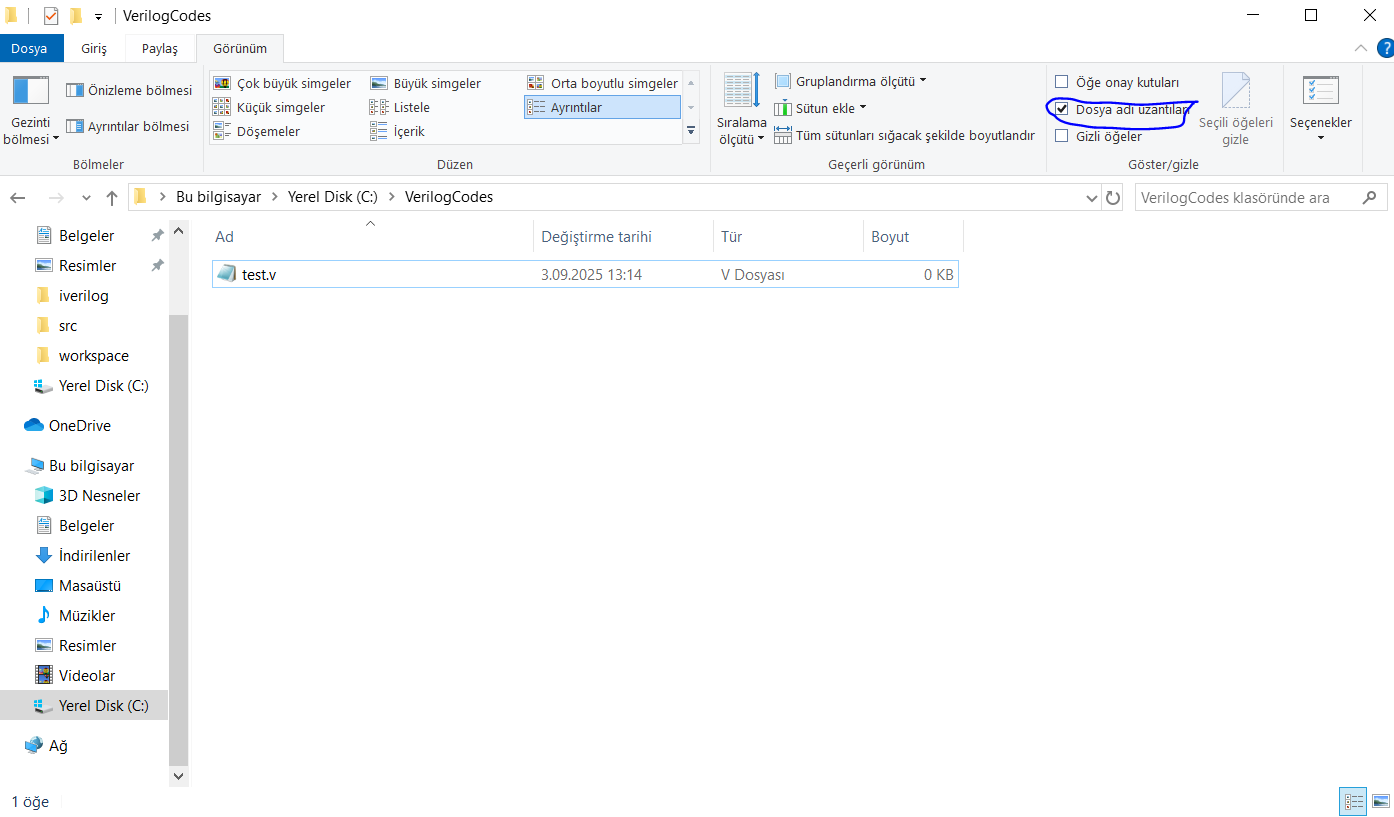 VerilogCodes
Dosya Giriş Paylaş Görünüm
Gezinti bölmesi
Önizleme bölmesi
Ayrıntılar bölmesi
Bölmeler
Çok büyük simgeler Büyük simgeler Orta boyutlu simgeler
Küçük simgeler Listele Ayrıntılar
Döşemeler İçerik
Düzen
Sıralama ölçütü
Gruplandırma ölçütü
Sütun ekle
Tüm sütunları sığacak şekilde boyutlandır
Geçerli görünüm
Öğe onay kutuları
Dosya adı uzantıları
Gizli öğeler
Seçili öğeleri gizle
Göster/gizle
Seçenekler
Bu bilgisayar Yerel Disk (C:) VerilogCodes
VerilogCodes klasöründe ara
Belgeler
Resimler
iverilog
src
workspace
Yerel Disk (C:)
OneDrive
Bu bilgisayar
3D Nesneler
Belgeler
İndirilenler
Masaüstü
Müzikler
Resimler
Videolar
Yerel Disk (C:)
Ağ
Ad Değiştirme tarihi Tür Boyut
test.v 3.09.2025 13:14 V Dosyası 0 KB
1 öğe